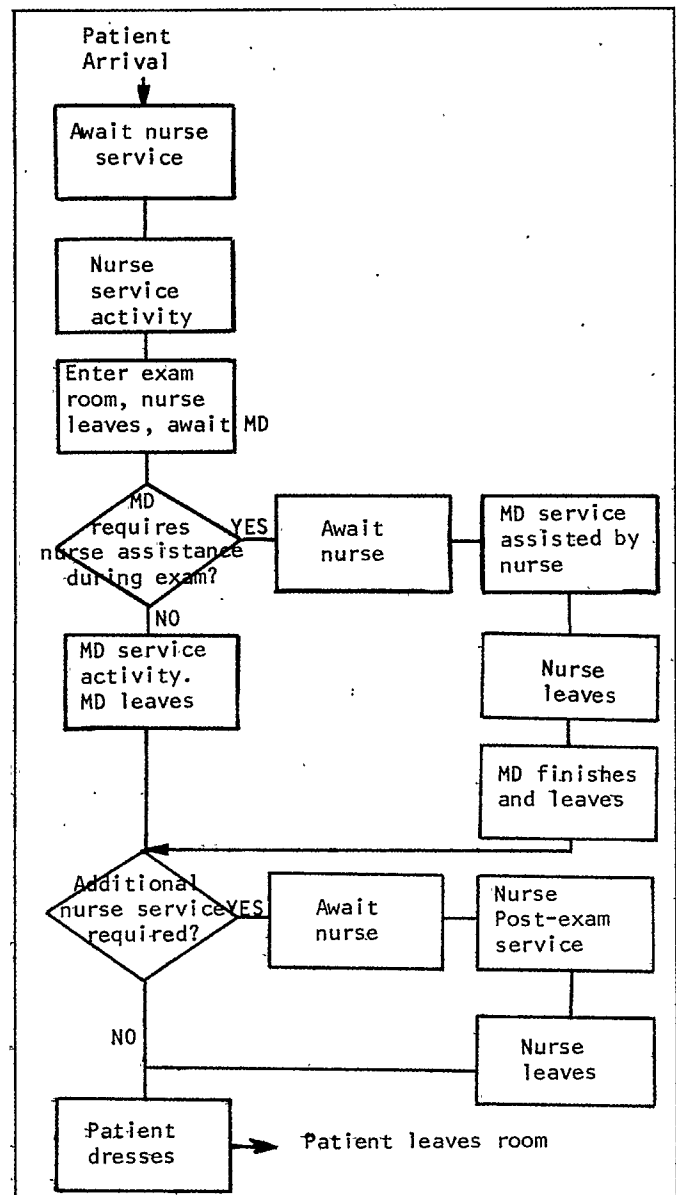 Patient
Arrival
Await nurse
service
Nurse
service
activity
Enter exam
room, nurse
leaves, await MD
MD
requires
nurse assistance
during exam?
YES
Await
nurse
MD service
assisted by
nurse
NO
MD service
activity.
MD leaves
Nurse
leaves
MD finishes
and leaves
Additional
nurse service
required?
YES
Await
nurse
Nurse
Post-exam
service
NO
Nurse
leaves
Patient
dresses
Patient leaves room